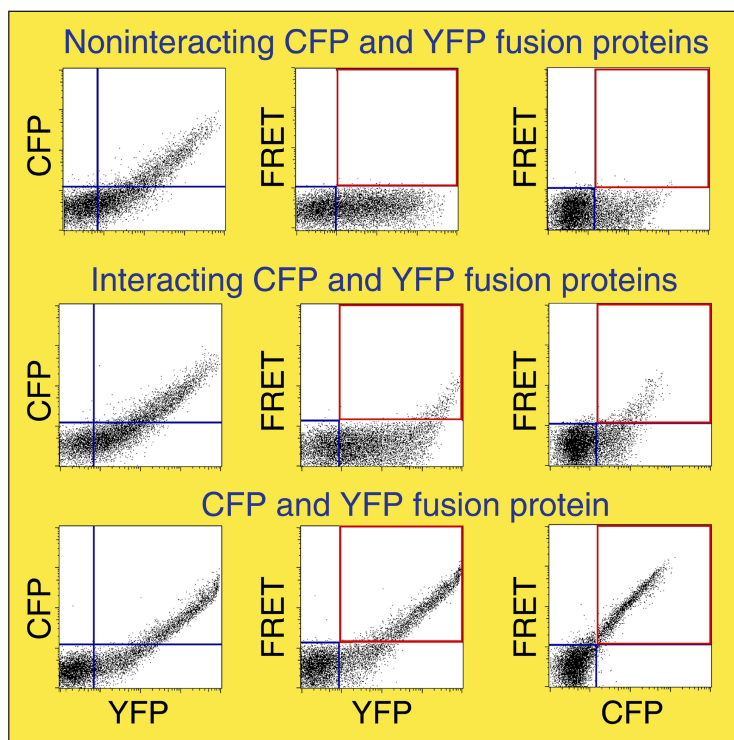 Noninteracting CFP and YFP fusion proteins
CFP
FRET
FRET
Interacting CFP and YFP fusion proteins
CFP
FRET
FRET
CFP and YFP fusion protein
CFP
FRET
FRET
YFP
YFP
CFP